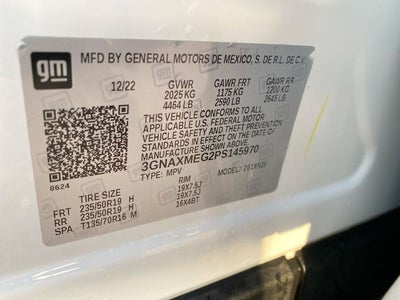 gm
MFD BY GENERAL MOTORS DE MEXICO, S. DE R.L. DE C.V.
12/22 GVWR GAWR FRT GAWR RR
2025 KG 1175 KG 1200 KG
4464 LB 2590 LB 2645 LB
THIS VEHICLE CONFORMS TO ALL
APPLICABLE U.S. FEDERAL MOTOR
VEHICLE SAFETY AND THEFT PREVENTION
STANDARDS IN EFFECT ON THE DATE OF
MANUFACTURE SHOWN ABOVE.
3GNAXMEG2PS145970
8624
TYPE: MPV MODEL: 261XR26
TIRE SIZE RIM
FRT 235/50R19 H 19X7.5J
RR 235/50R19 H 19X7.5J
SPA T135/70R16 M 16X4BT